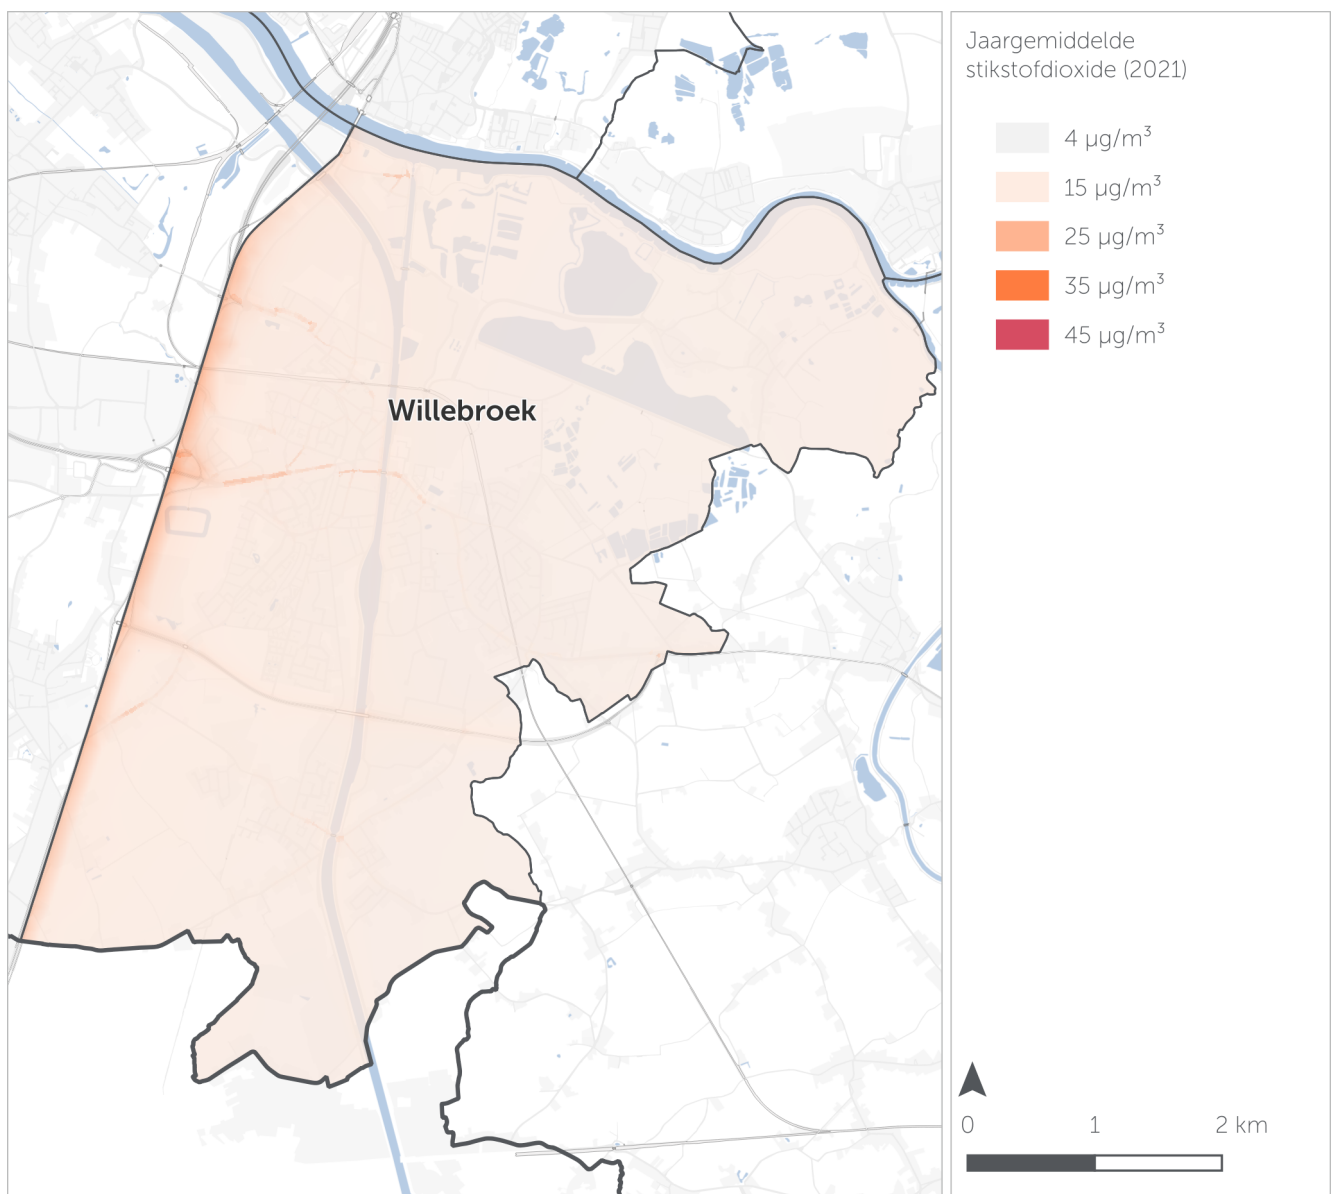 Jaargemiddelde
stikstofdioxide (2021)
4 µg/m³
15 µg/m³
25 µg/m³
35 µg/m³
45 µg/m³
Willebroek
0 1 2 km